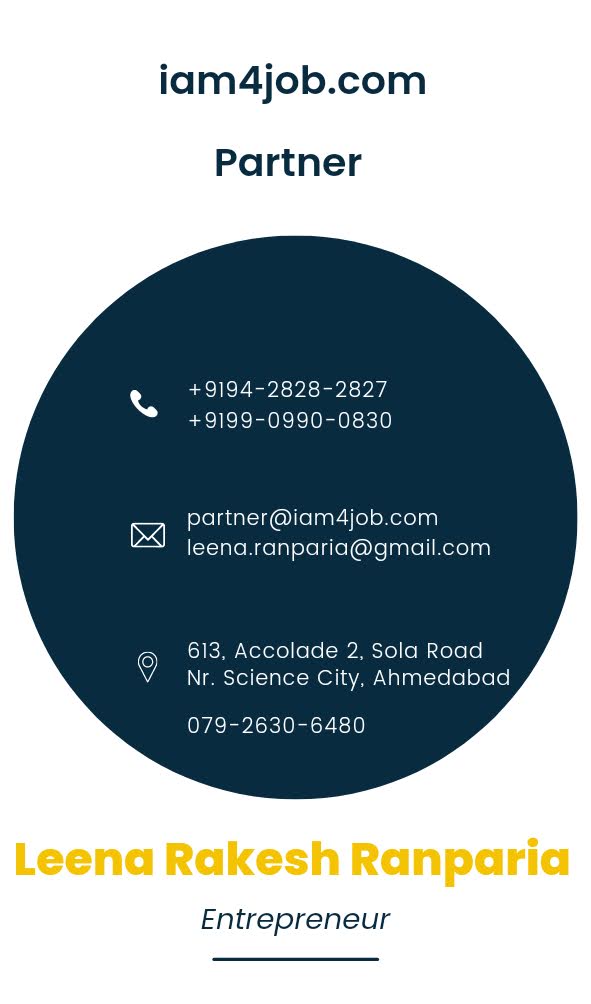 iam4job.com
Partner
+9194-2828-2827
+9199-0990-0830
partner@iam4job.com
leena.ranparia@gmail.com
613, Accolade 2, Sola Road
Nr. Science City, Ahmedabad
079-2630-6480
Leena Rakesh Ranparia
Entrepreneur